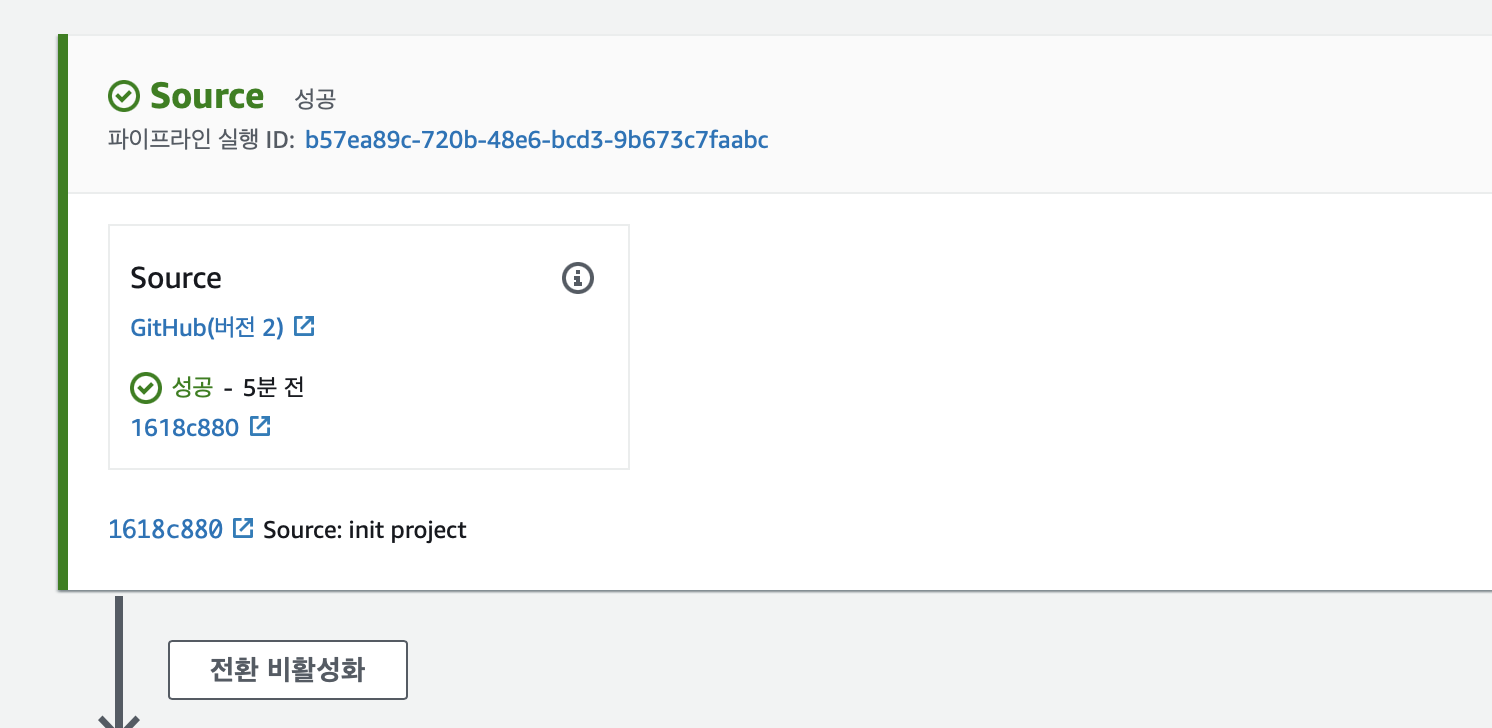 Source 성공
파이프라인 실행 ID: b57ea89c-720b-48e6-bcd3-9b673c7faabc
Source
GitHub(버전 2)
성공 - 5분 전
1618c880
1618c880 Source: init project
전환 비활성화